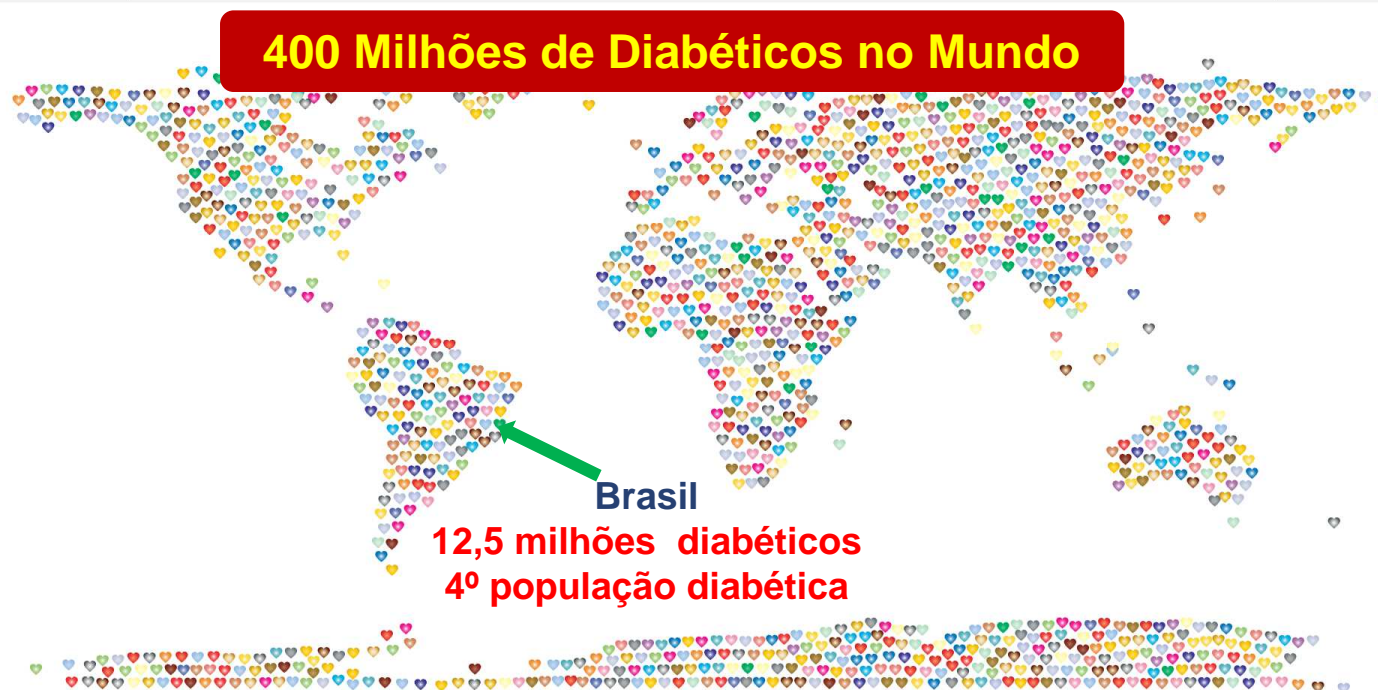 400 Milhões de Diabéticos no Mundo
Brasil
12,5 milhões  diabéticos
4º população diabética